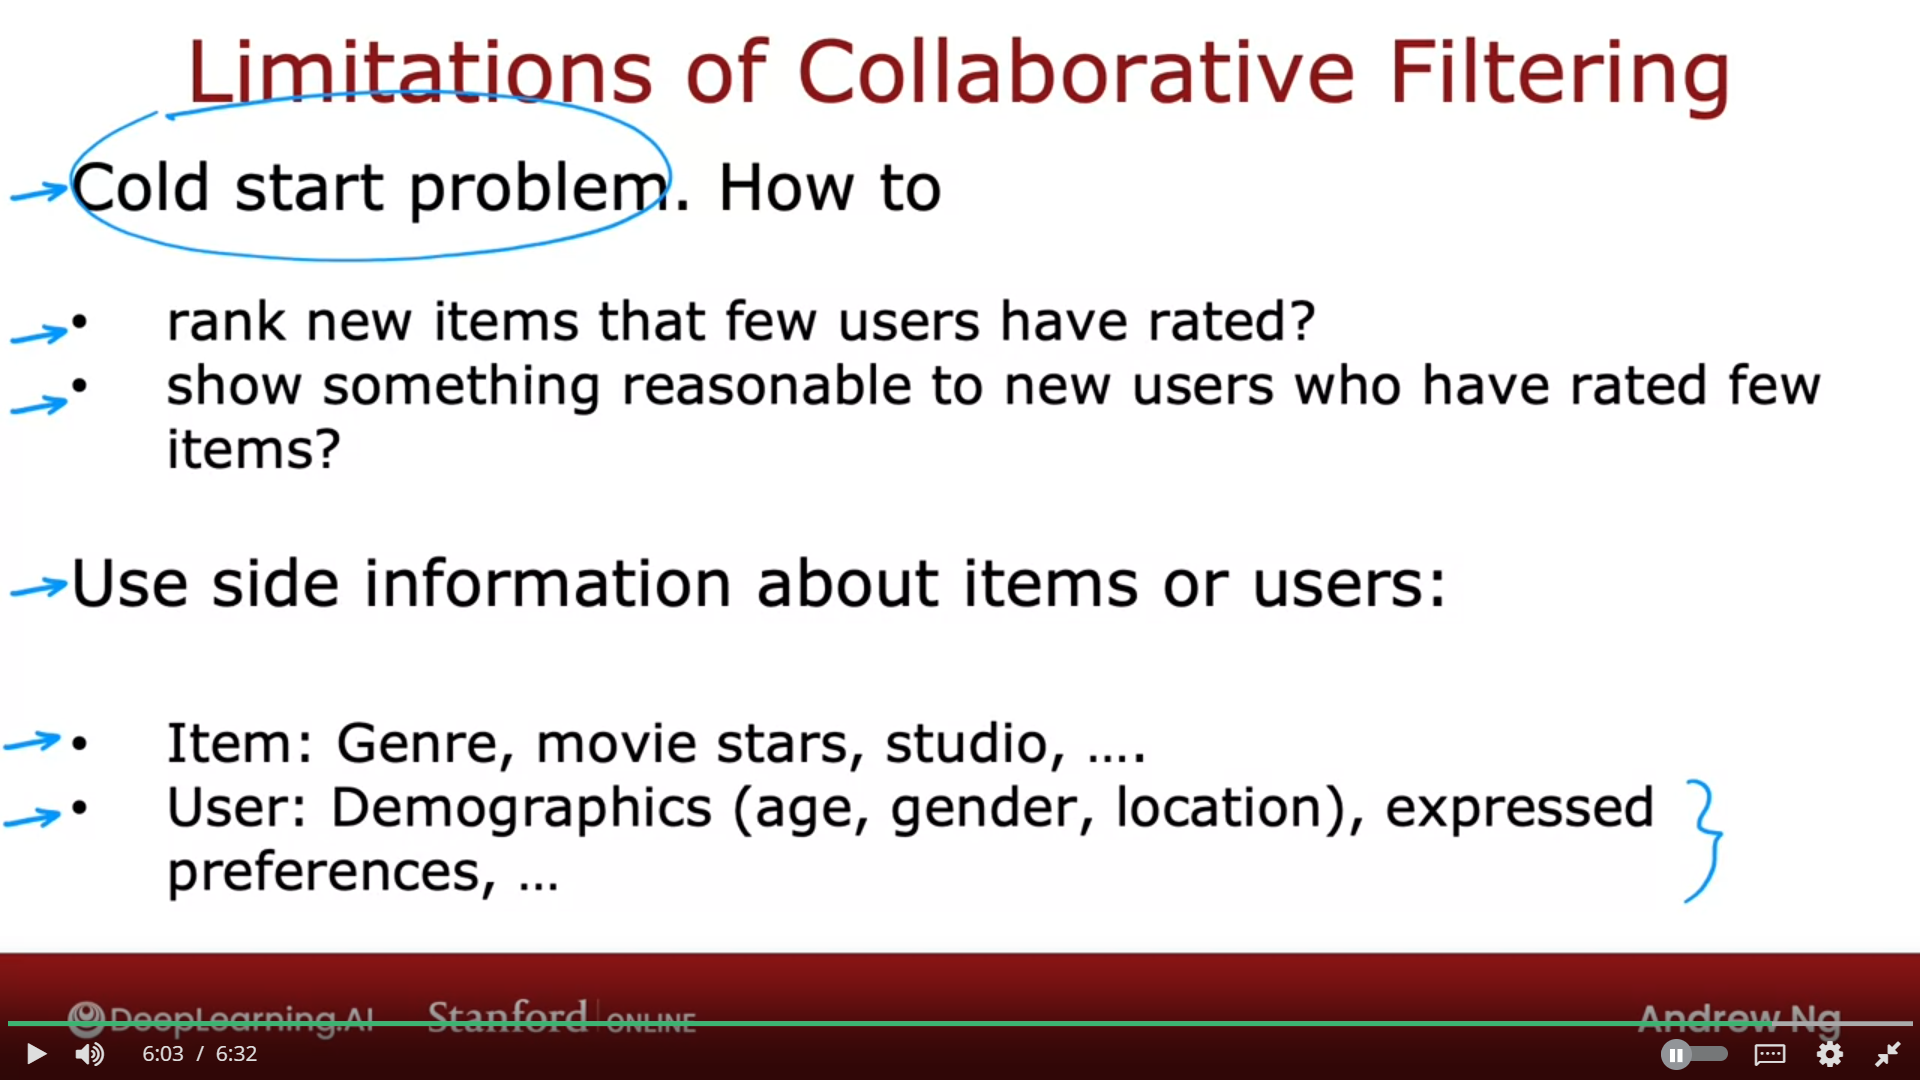 Limitations of Collaborative Filtering
Cold start problem. How to
• rank new items that few users have rated?
• show something reasonable to new users who have rated few
items?
Use side information about items or users:
• Item: Genre, movie stars, studio, ....
• User: Demographics (age, gender, location), expressed
preferences, ...
DeepLearning.AI Stanford | ONLINE Andrew Ng
6:03 / 6:32